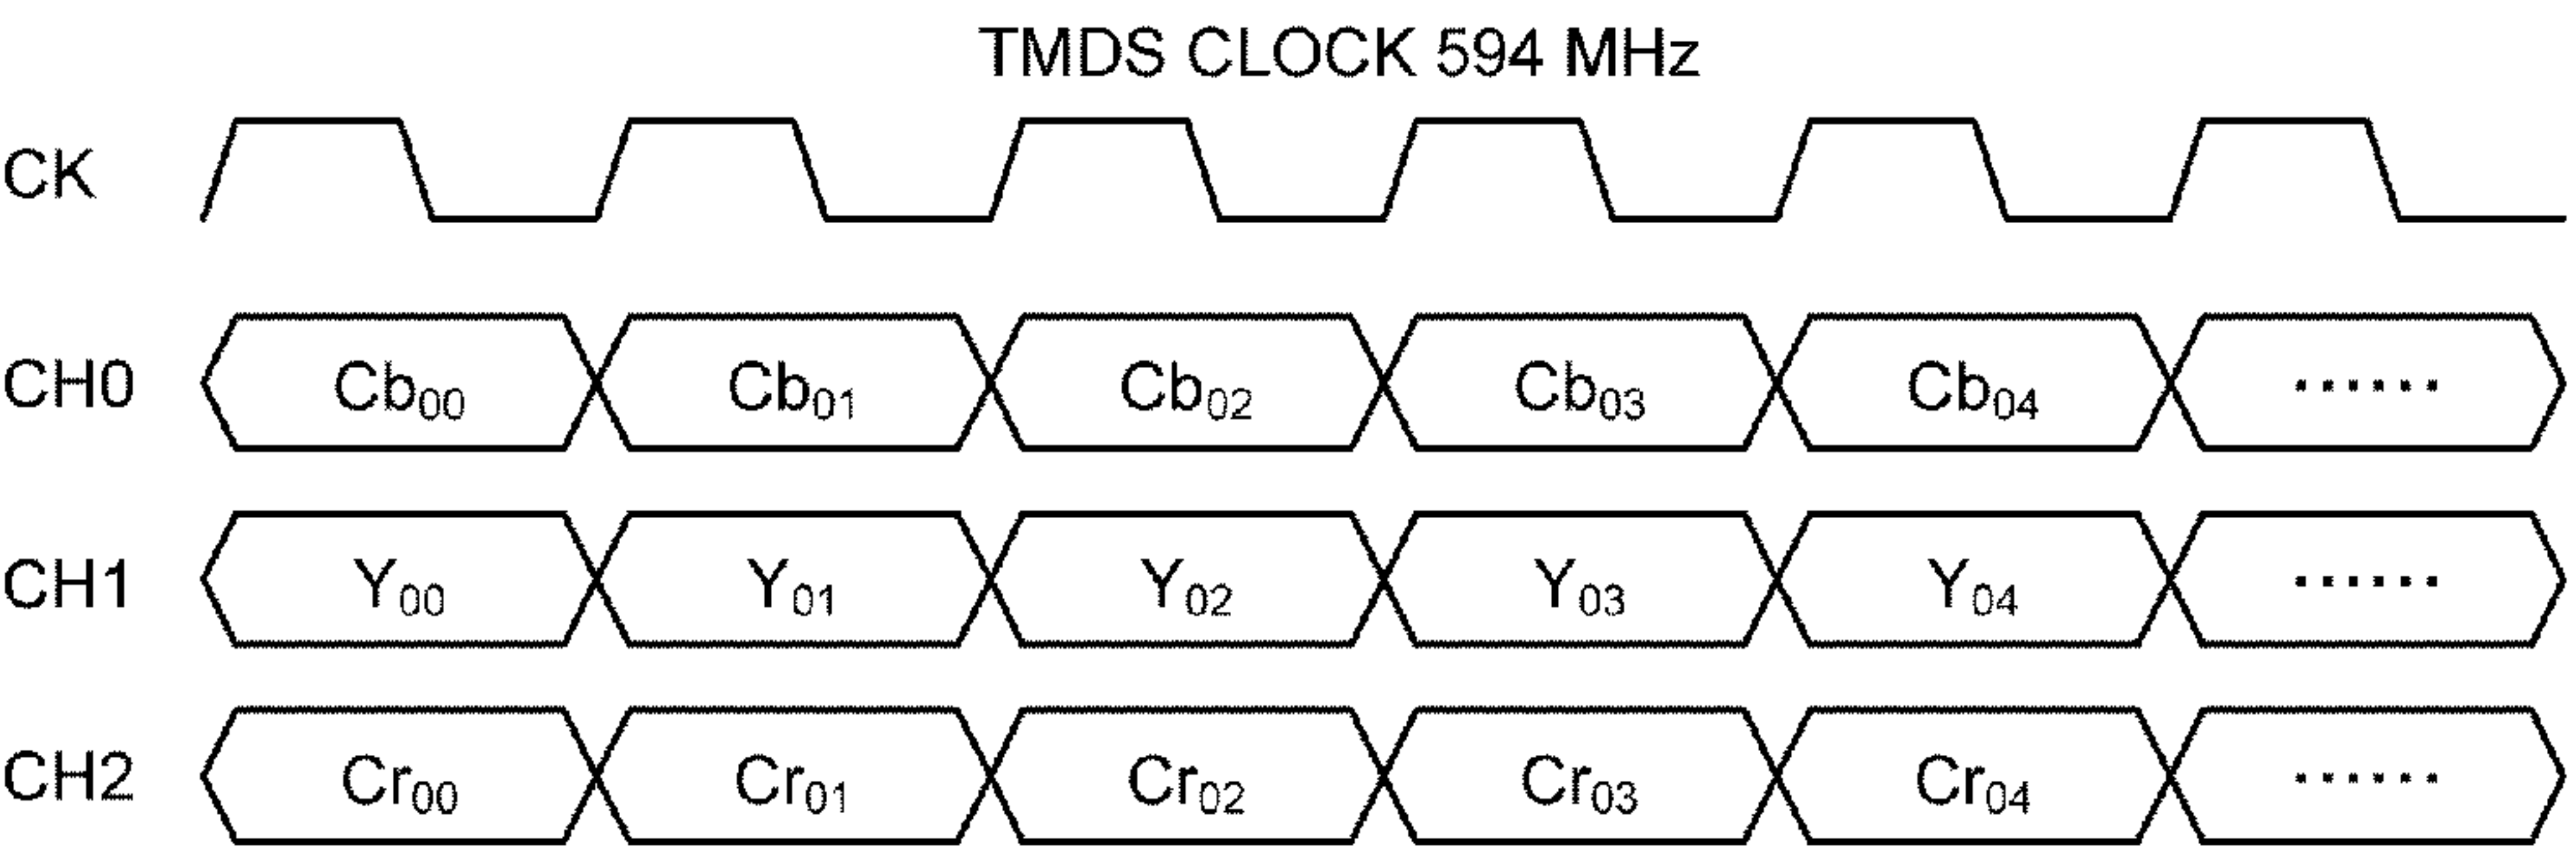 TMDS CLOCK 594 MHz
CK
CH0 Cb00 Cb01 Cb02 Cb03 Cb04 ......
CH1 Y00 Y01 Y02 Y03 Y04 ......
CH2 Cr00 Cr01 Cr02 Cr03 Cr04 ......